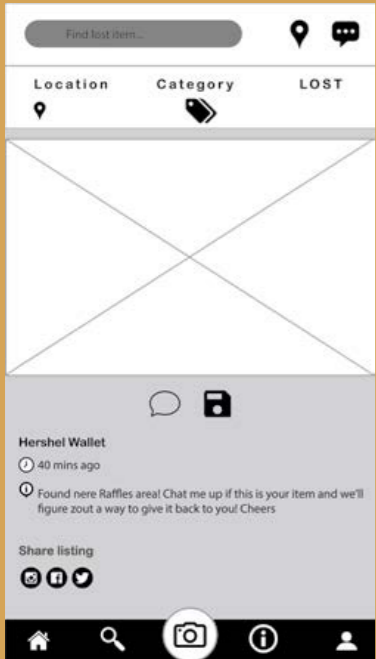 Find lost item...
Location Category LOST
Hershel Wallet
40 mins ago
Found nere Raffles area! Chat me up if this is your item and we'll
figure zout a way to give it back to you! Cheers
Share listing